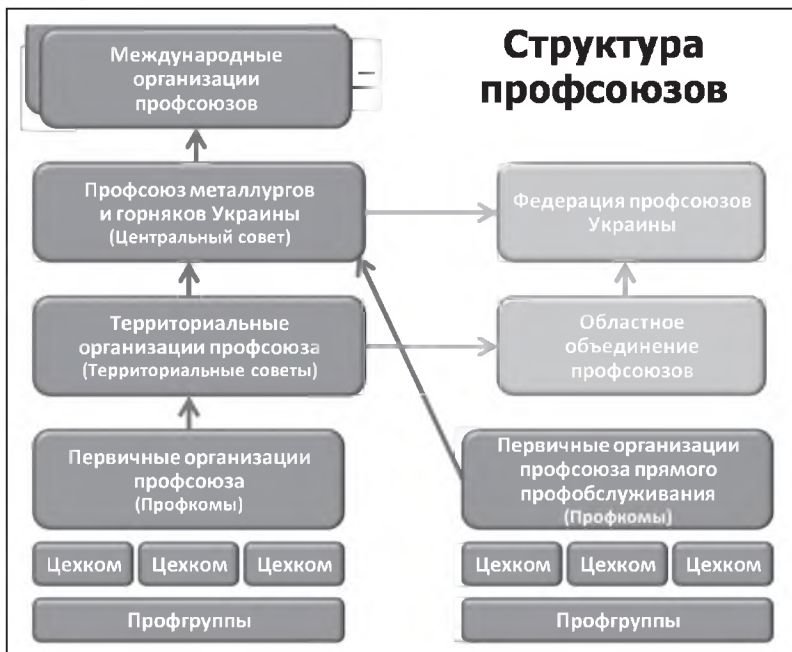 Структура
профсоюзов
Международные
организации
профсоюзов
Профсоюз металлургов
и горняков Украины
(Центральный совет)
Федерация профсоюзов
Украины
Территориальные
организации профсоюза
(Территориальные советы)
Областное
объединение
профсоюзов
Первичные организации
профсоюза
(Профкомы)
Первичные организации
профсоюза прямого
профобслуживания
(Профкомы)
Цехком Цехком Цехком
Цехком Цехком Цехком
Профгруппы
Профгруппы